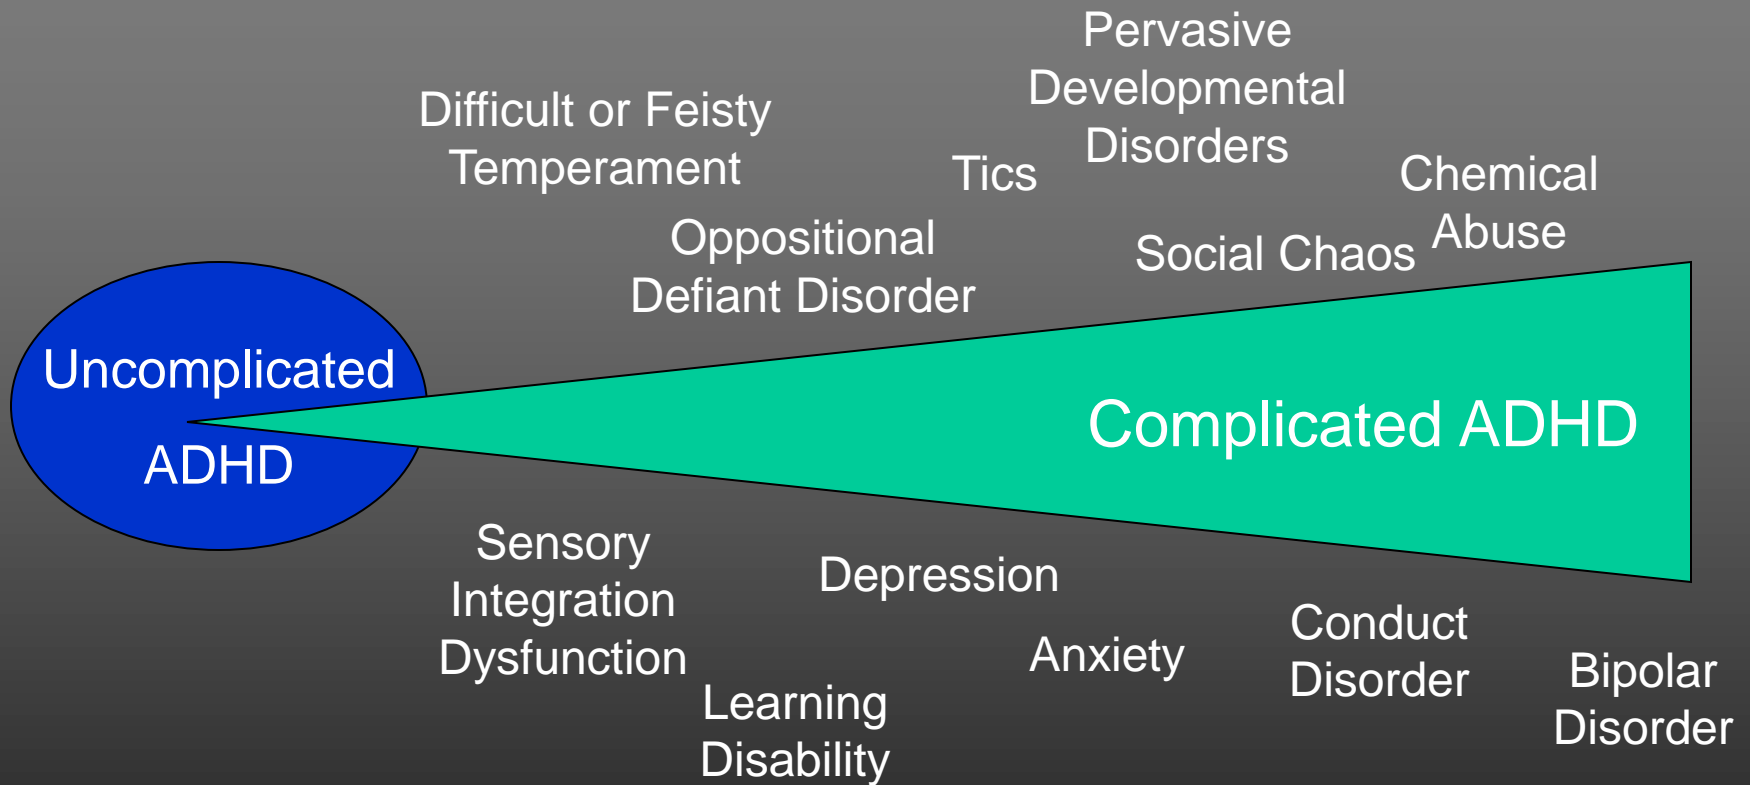 Pervasive
Developmental
Disorders
Difficult or Feisty
Temperament
Tics
Chemical
Abuse
Oppositional
Defiant Disorder
Social Chaos
Uncomplicated
ADHD
Complicated ADHD
Sensory
Integration
Dysfunction
Depression
Learning
Disability
Anxiety
Conduct
Disorder
Bipolar
Disorder